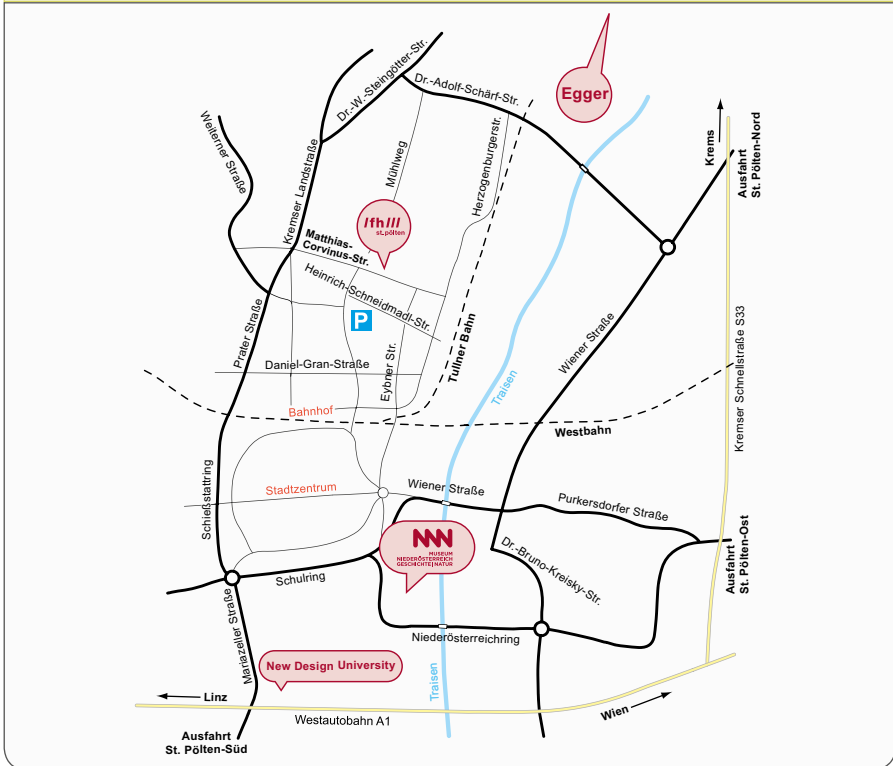 Dr.-W.-Steingötter-Str.
Dr.-Adolf-Schärf-Str.
Egger
Krems
Ausfahrt
St. Pölten-Nord
Weiterner Straße
Kremser Landstraße
Mühlweg
Herzogenburgerstr.
/fh///
st.pölten
Matthias-
Corvinus-Str.
Heinrich-Schneidmadl-Str.
P
Prater Straße
Daniel-Gran-Straße
Eybner Str.
Tullner Bahn
Traisen
Wiener Straße
Kremser Schnellstraße S33
Bahnhof
Westbahn
Schießstattring
Stadtzentrum
Wiener Straße
Purkersdorfer Straße
MUSEUM
NIEDERÖSTERREICH
GESCHICHTE|NATUR
Dr.-Bruno-Kreisky-Str.
Ausfahrt
St. Pölten-Ost
Schulring
Mariazeller Straße
Niederösterreichring
New Design University
Traisen
Linz
Westautobahn A1
Wien
Ausfahrt
St. Pölten-Süd